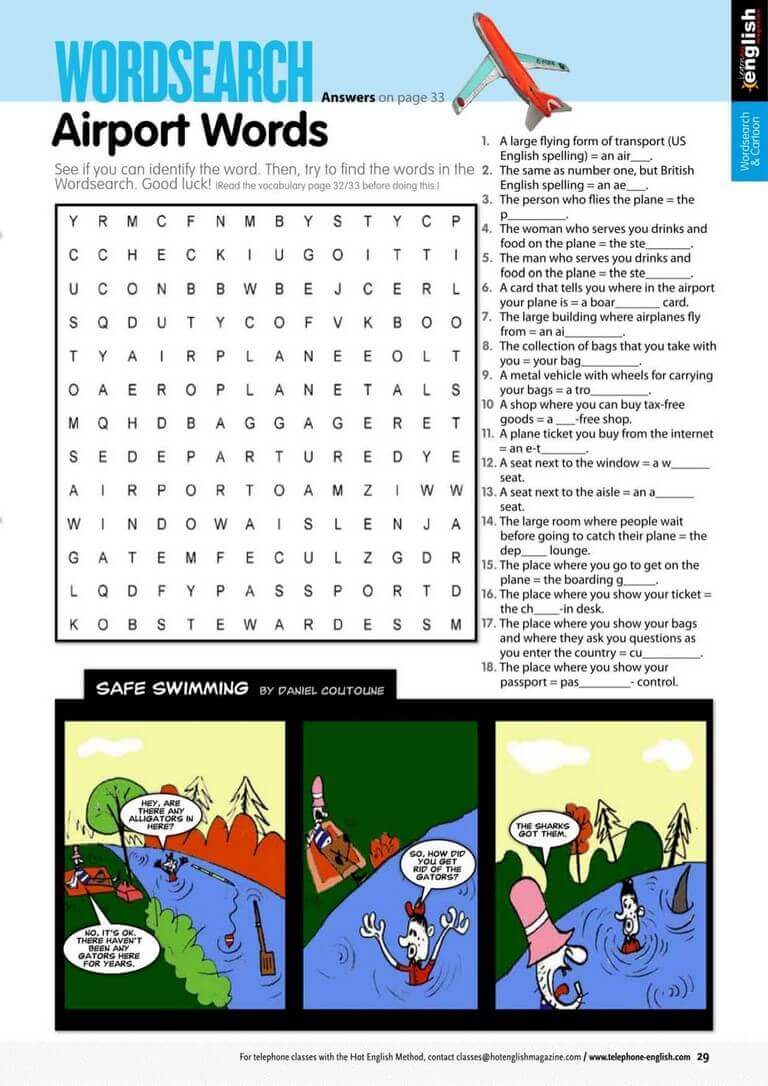 WORDSEARCH
Answers on page 33
Airport Words
See if you can identify the word. Then, try to find the words in the
Wordsearch. Good luck! (Read the vocabulary page 32/33 before doing this.)
Y R M C F N M B Y S T Y C P
C C H E C K I U G O I T T I
U C O N B B W B E J C E R L
S Q D U T Y C O F V K B O O
T Y A I R P L A N E E O L T
O A E R O P L A N E T A L S
M Q H D B A G G A G E R E T
S E D E P A R T U R E D Y E
A I R P O R T O A M Z I W W
W I N D O W A I S L E N J A
G A T E M F E C U L Z G D R
L Q D F Y P A S S P O R T D
K O B S T E W A R D E S S M
1. A large flying form of transport (US
English spelling) = an air___.
2. The same as number one, but British
English spelling = an ae___.
3. The person who flies the plane = the
p_________.
4. The woman who serves you drinks and
food on the plane = the ste_______.
5. The man who serves you drinks and
food on the plane = the ste_______.
6. A card that tells you where in the airport
your plane is = a boar_______ card.
7. The large building where airplanes fly
from = an ai_________.
8. The collection of bags that you take with
you = your bag_________.
9. A metal vehicle with wheels for carrying
your bags = a tro_________.
10 A shop where you can buy tax-free
goods = a ___-free shop.
11. A plane ticket you buy from the internet
= an e-t_______.
12. A seat next to the window = a w______
seat.
13. A seat next to the aisle = an a______
seat.
14. The large room where people wait
before going to catch their plane = the
dep____ lounge.
15. The place where you go to get on the
plane = the boarding g_____.
16. The place where you show your ticket =
the ch____-in desk.
17. The place where you show your bags
and where they ask you questions as
you enter the country = cu_________.
18. The place where you show your
passport = pas________- control.
english
Wordsearch
& Cartoon
SAFE SWIMMING BY DANIEL COUTOUNE
HEY, ARE
THERE ANY
ALLIGATORS IN
HERE?
NO, IT'S OK.
THERE HAVEN'T
BEEN ANY
GATORS HERE
FOR YEARS.
SO, HOW DID
YOU GET
RID OF THE
GATORS?
THE SHARKS
GOT THEM.
For telephone classes with the Hot English Method, contact classes@hotenglishmagazine.com / www.telephone-english.com 29